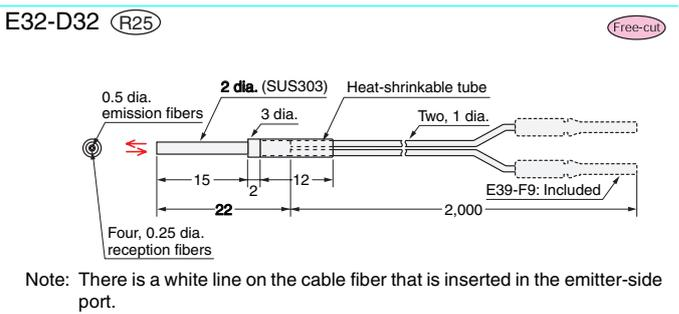 E32-D32 R25
Free-cut
2 dia. (SUS303)
Heat-shrinkable tube
0.5 dia.
emission fibers
3 dia.
Two, 1 dia.
15
2
12
E39-F9: Included
22
2,000
Four, 0.25 dia.
reception fibers
Note: There is a white line on the cable fiber that is inserted in the emitter-side
port.